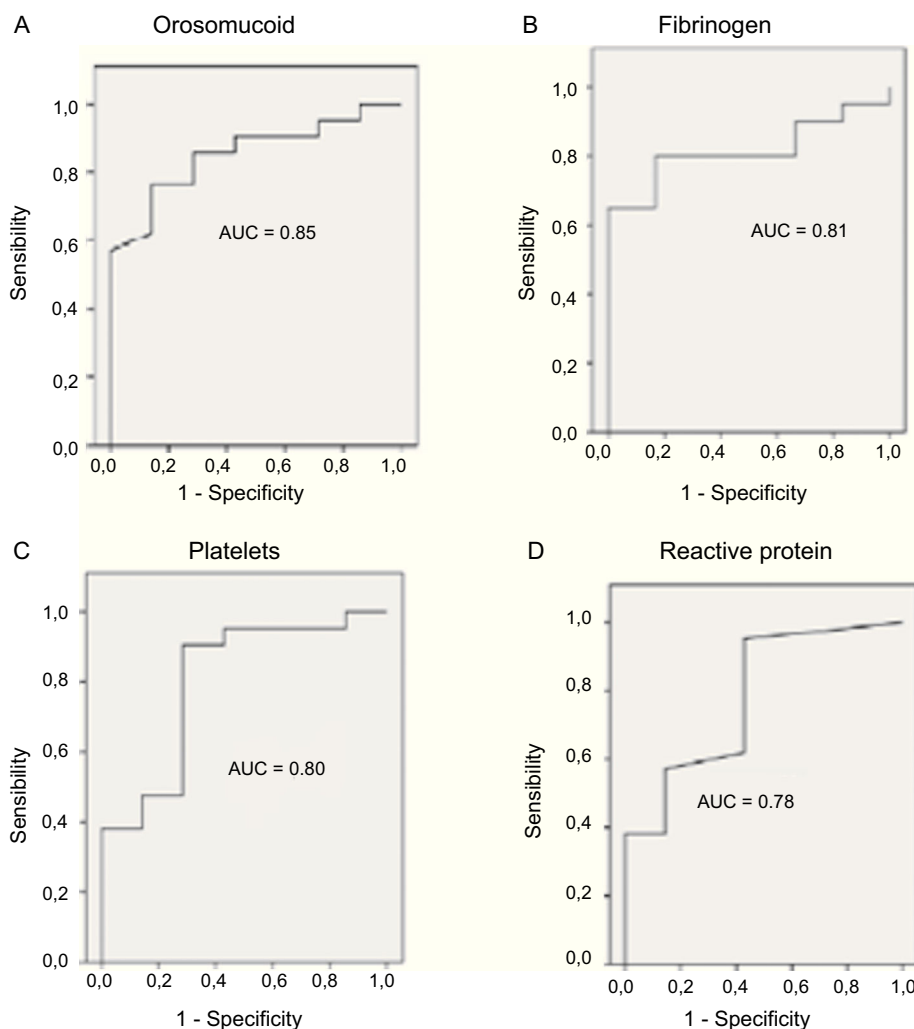 A Orosomucoid
1,0
0,8
0,6
0,4
0,2
0,0
Sensibility
AUC = 0.85
0,0 0,2 0,4 0,6 0,8 1,0
1 - Specificity
B Fibrinogen
1,0
0,8
0,6
0,4
0,2
0,0
Sensibility
AUC = 0.81
0,0 0,2 0,4 0,6 0,8 1,0
1 - Specificity
C Platelets
1,0
0,8
0,6
0,4
0,2
0,0
Sensibility
AUC = 0.80
0,0 0,2 0,4 0,6 0,8 1,0
1 - Specificity
D Reactive protein
1,0
0,8
0,6
0,4
0,2
0,0
Sensibility
AUC = 0.78
0,0 0,2 0,4 0,6 0,8 1,0
1 - Specificity